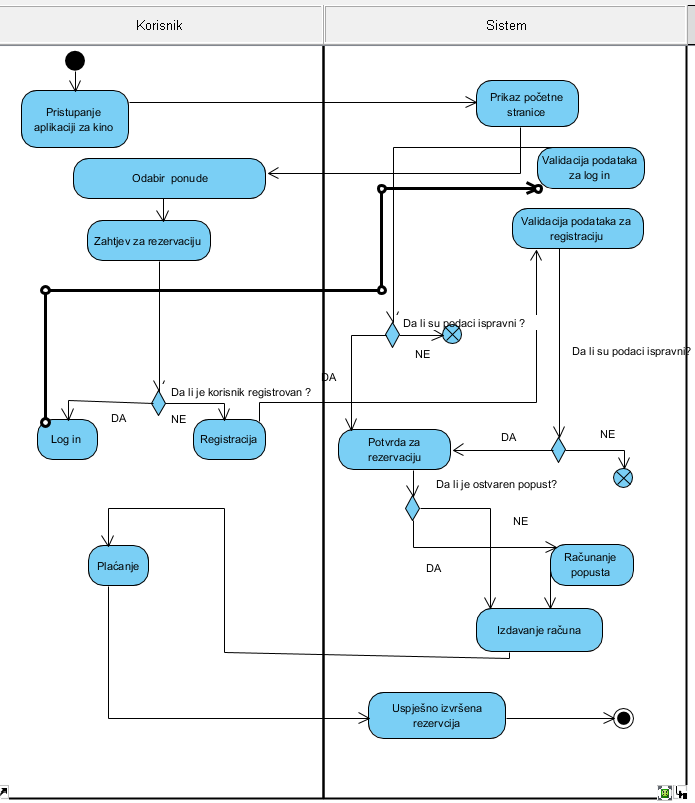 Korisnik
Sistem
Pristupanje
aplikaciji za kino
Prikaz početne
stranice
Validacija podataka
za log in
Odabir ponude
Zahtjev za rezervaciju
Validacija podataka za
registraciju
Da li su podaci ispravni ?
NE
Da li su podaci ispravni?
DA
Da li je korisnik registrovan ?
DA
NE
Log in
Registracija
Potvrda za
rezervaciju
DA
NE
Da li je ostvaren popust?
NE
DA
Plaćanje
Računanje
popusta
Izdavanje računa
Uspješno izvršena
rezervcija